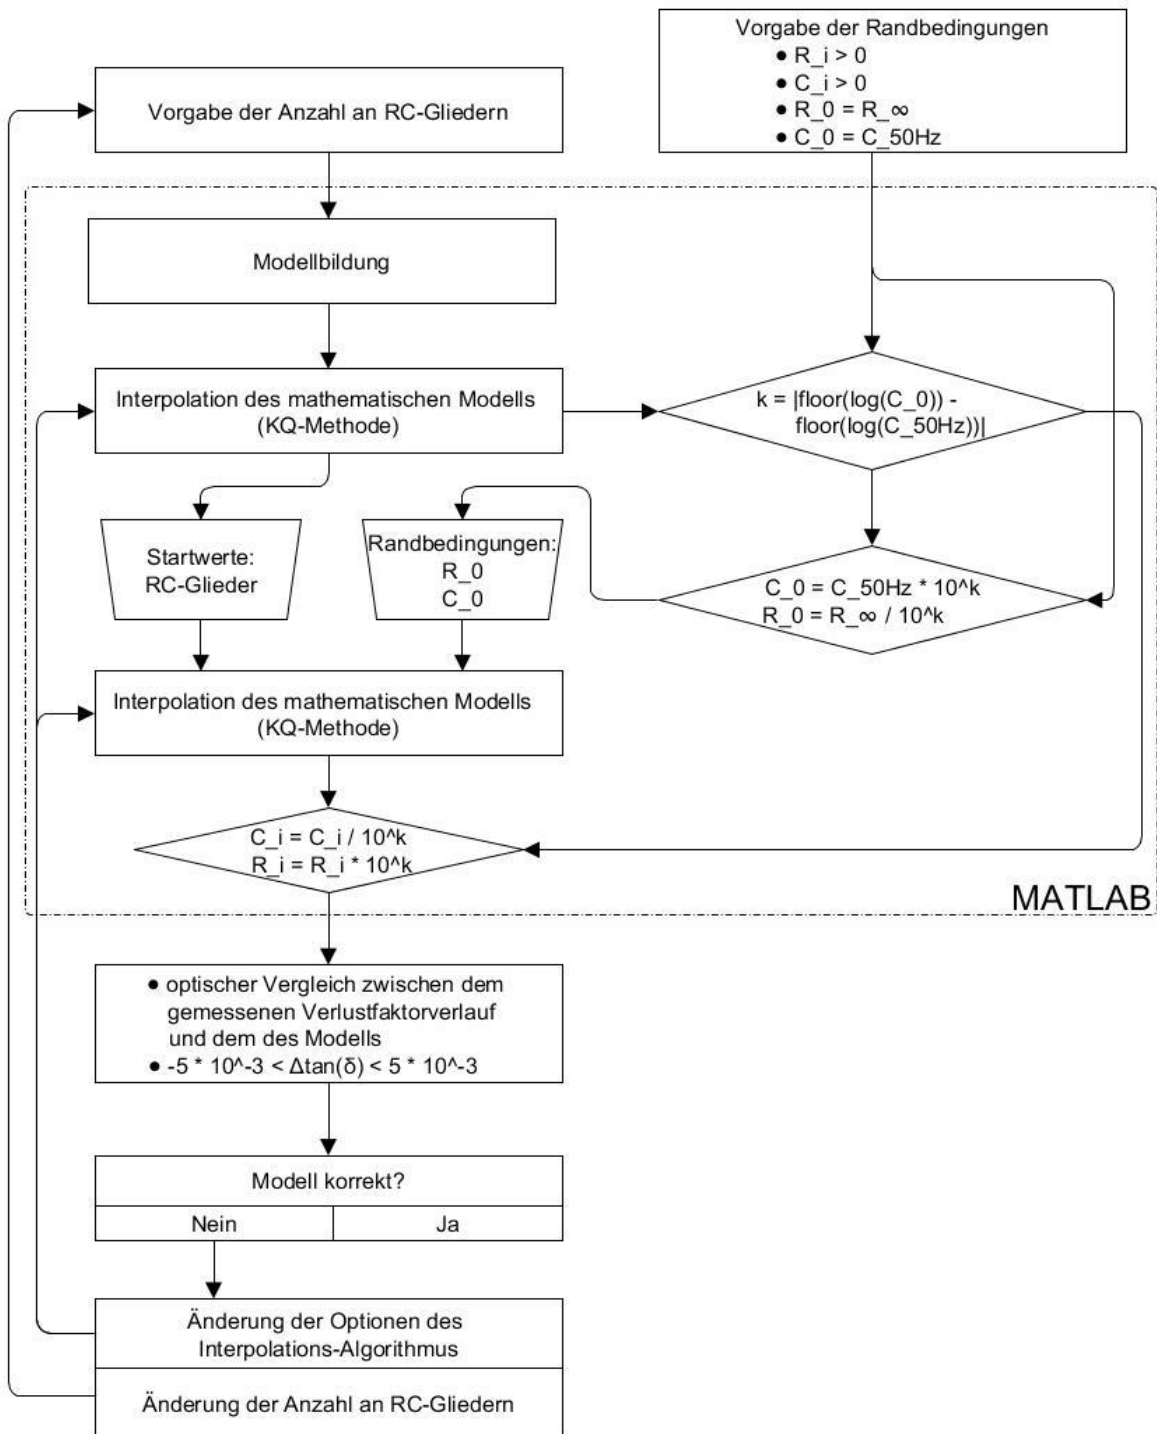 Vorgabe der Randbedingungen
● R_i > 0
● C_i > 0
● R_0 = R_∞
● C_0 = C_50Hz
Vorgabe der Anzahl an RC-Gliedern
Modellbildung
Interpolation des mathematischen Modells
(KQ-Methode)
k = |floor(log(C_0)) -
floor(log(C_50Hz))|
Startwerte:
RC-Glieder
Randbedingungen:
R_0
C_0
C_0 = C_50Hz * 10^k
R_0 = R_∞ / 10^k
Interpolation des mathematischen Modells
(KQ-Methode)
C_i = C_i / 10^k
R_i = R_i * 10^k
MATLAB
● optischer Vergleich zwischen dem
gemessenen Verlustfaktorverlauf
und dem des Modells
● -5 * 10^-3 < Δtan(δ) < 5 * 10^-3
Modell korrekt?
Nein
Ja
Änderung der Optionen des
Interpolations-Algorithmus
Änderung der Anzahl an RC-Gliedern